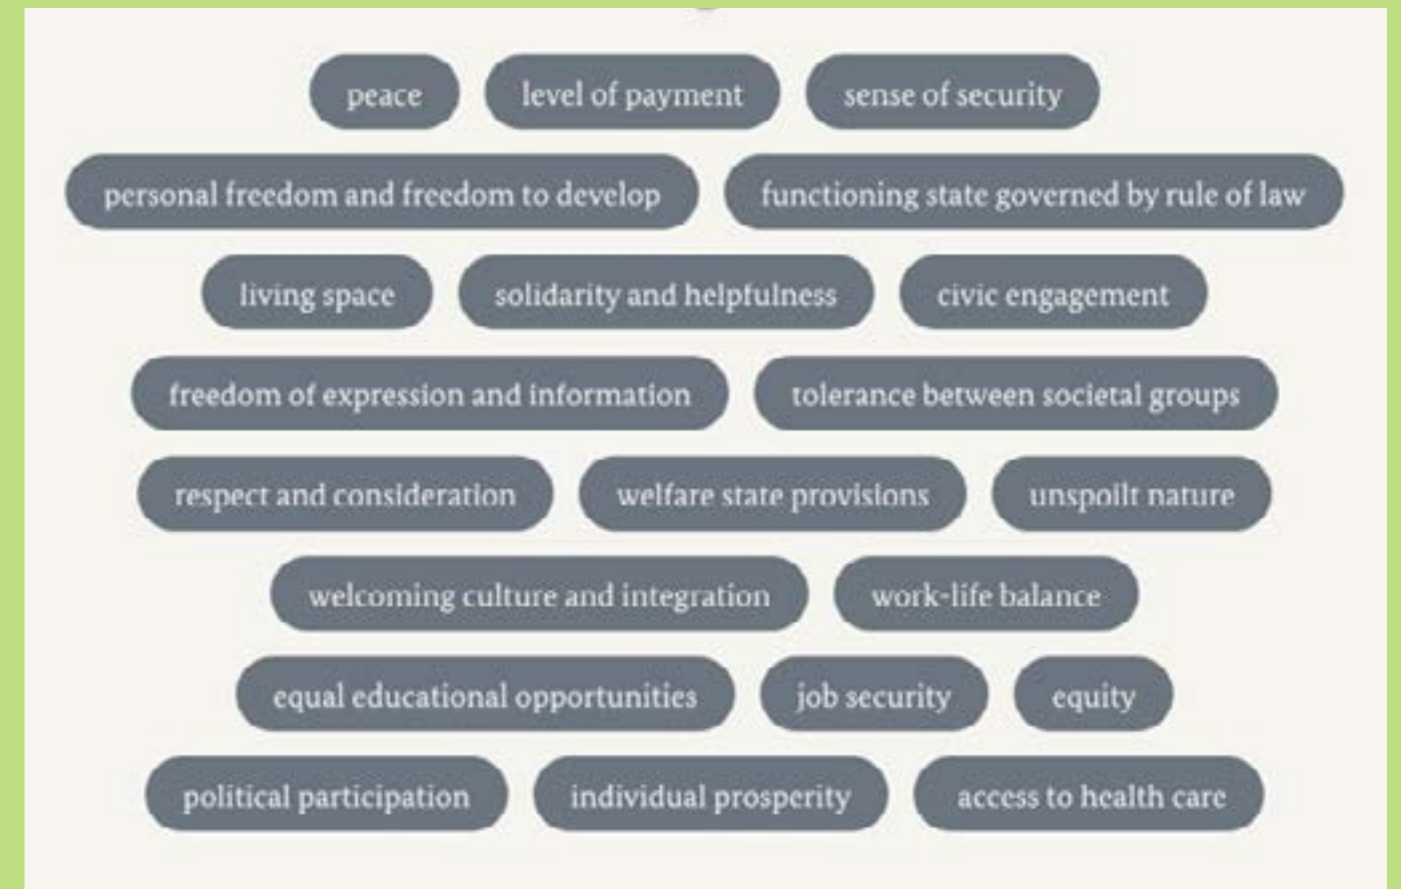 peace level of payment sense of security
personal freedom and freedom to develop functioning state governed by rule of law
living space solidarity and helpfulness civic engagement
freedom of expression and information tolerance between societal groups
respect and consideration welfare state provisions unspoilt nature
welcoming culture and integration work-life balance
equal educational opportunities job security equity
political participation individual prosperity access to health care